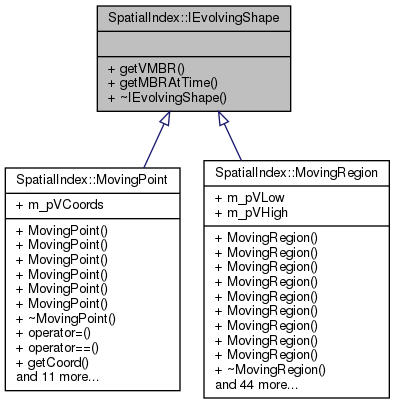 SpatialIndex::IEvolvingShape
+ getVMBR()
+ getMBRAtTime()
+ ~IEvolvingShape()
SpatialIndex::MovingPoint
+ m_pVCoords
+ MovingPoint()
+ MovingPoint()
+ MovingPoint()
+ MovingPoint()
+ MovingPoint()
+ MovingPoint()
+ ~MovingPoint()
+ operator=()
+ operator==()
+ getCoord()
and 11 more...
SpatialIndex::MovingRegion
+ m_pVLow
+ m_pVHigh
+ MovingRegion()
+ MovingRegion()
+ MovingRegion()
+ MovingRegion()
+ MovingRegion()
+ MovingRegion()
+ MovingRegion()
+ MovingRegion()
+ MovingRegion()
+ ~MovingRegion()
and 44 more...